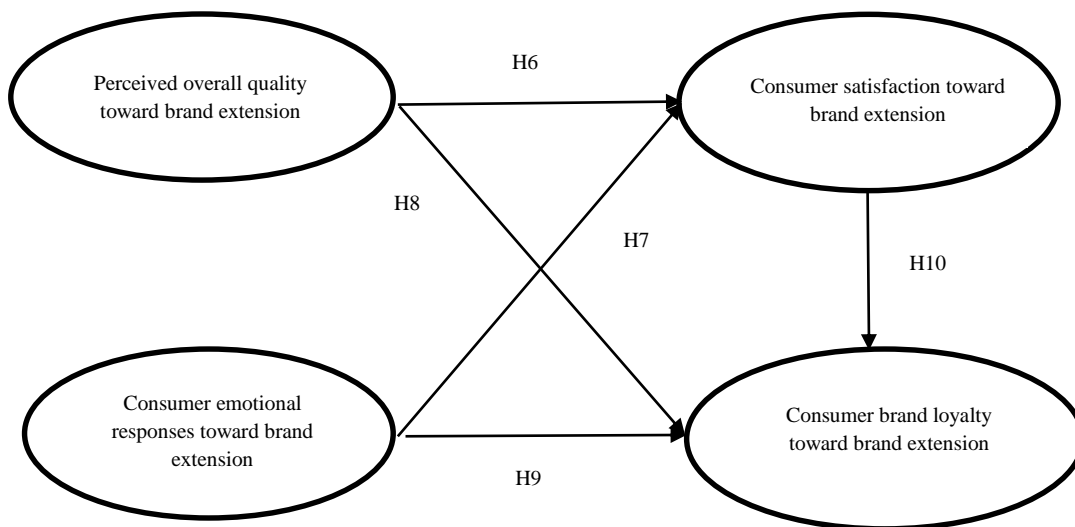 H6
Perceived overall quality
toward brand extension
Consumer satisfaction toward
brand extension
H8
H7
H10
Consumer emotional
responses toward brand
extension
Consumer brand loyalty
toward brand extension
H9